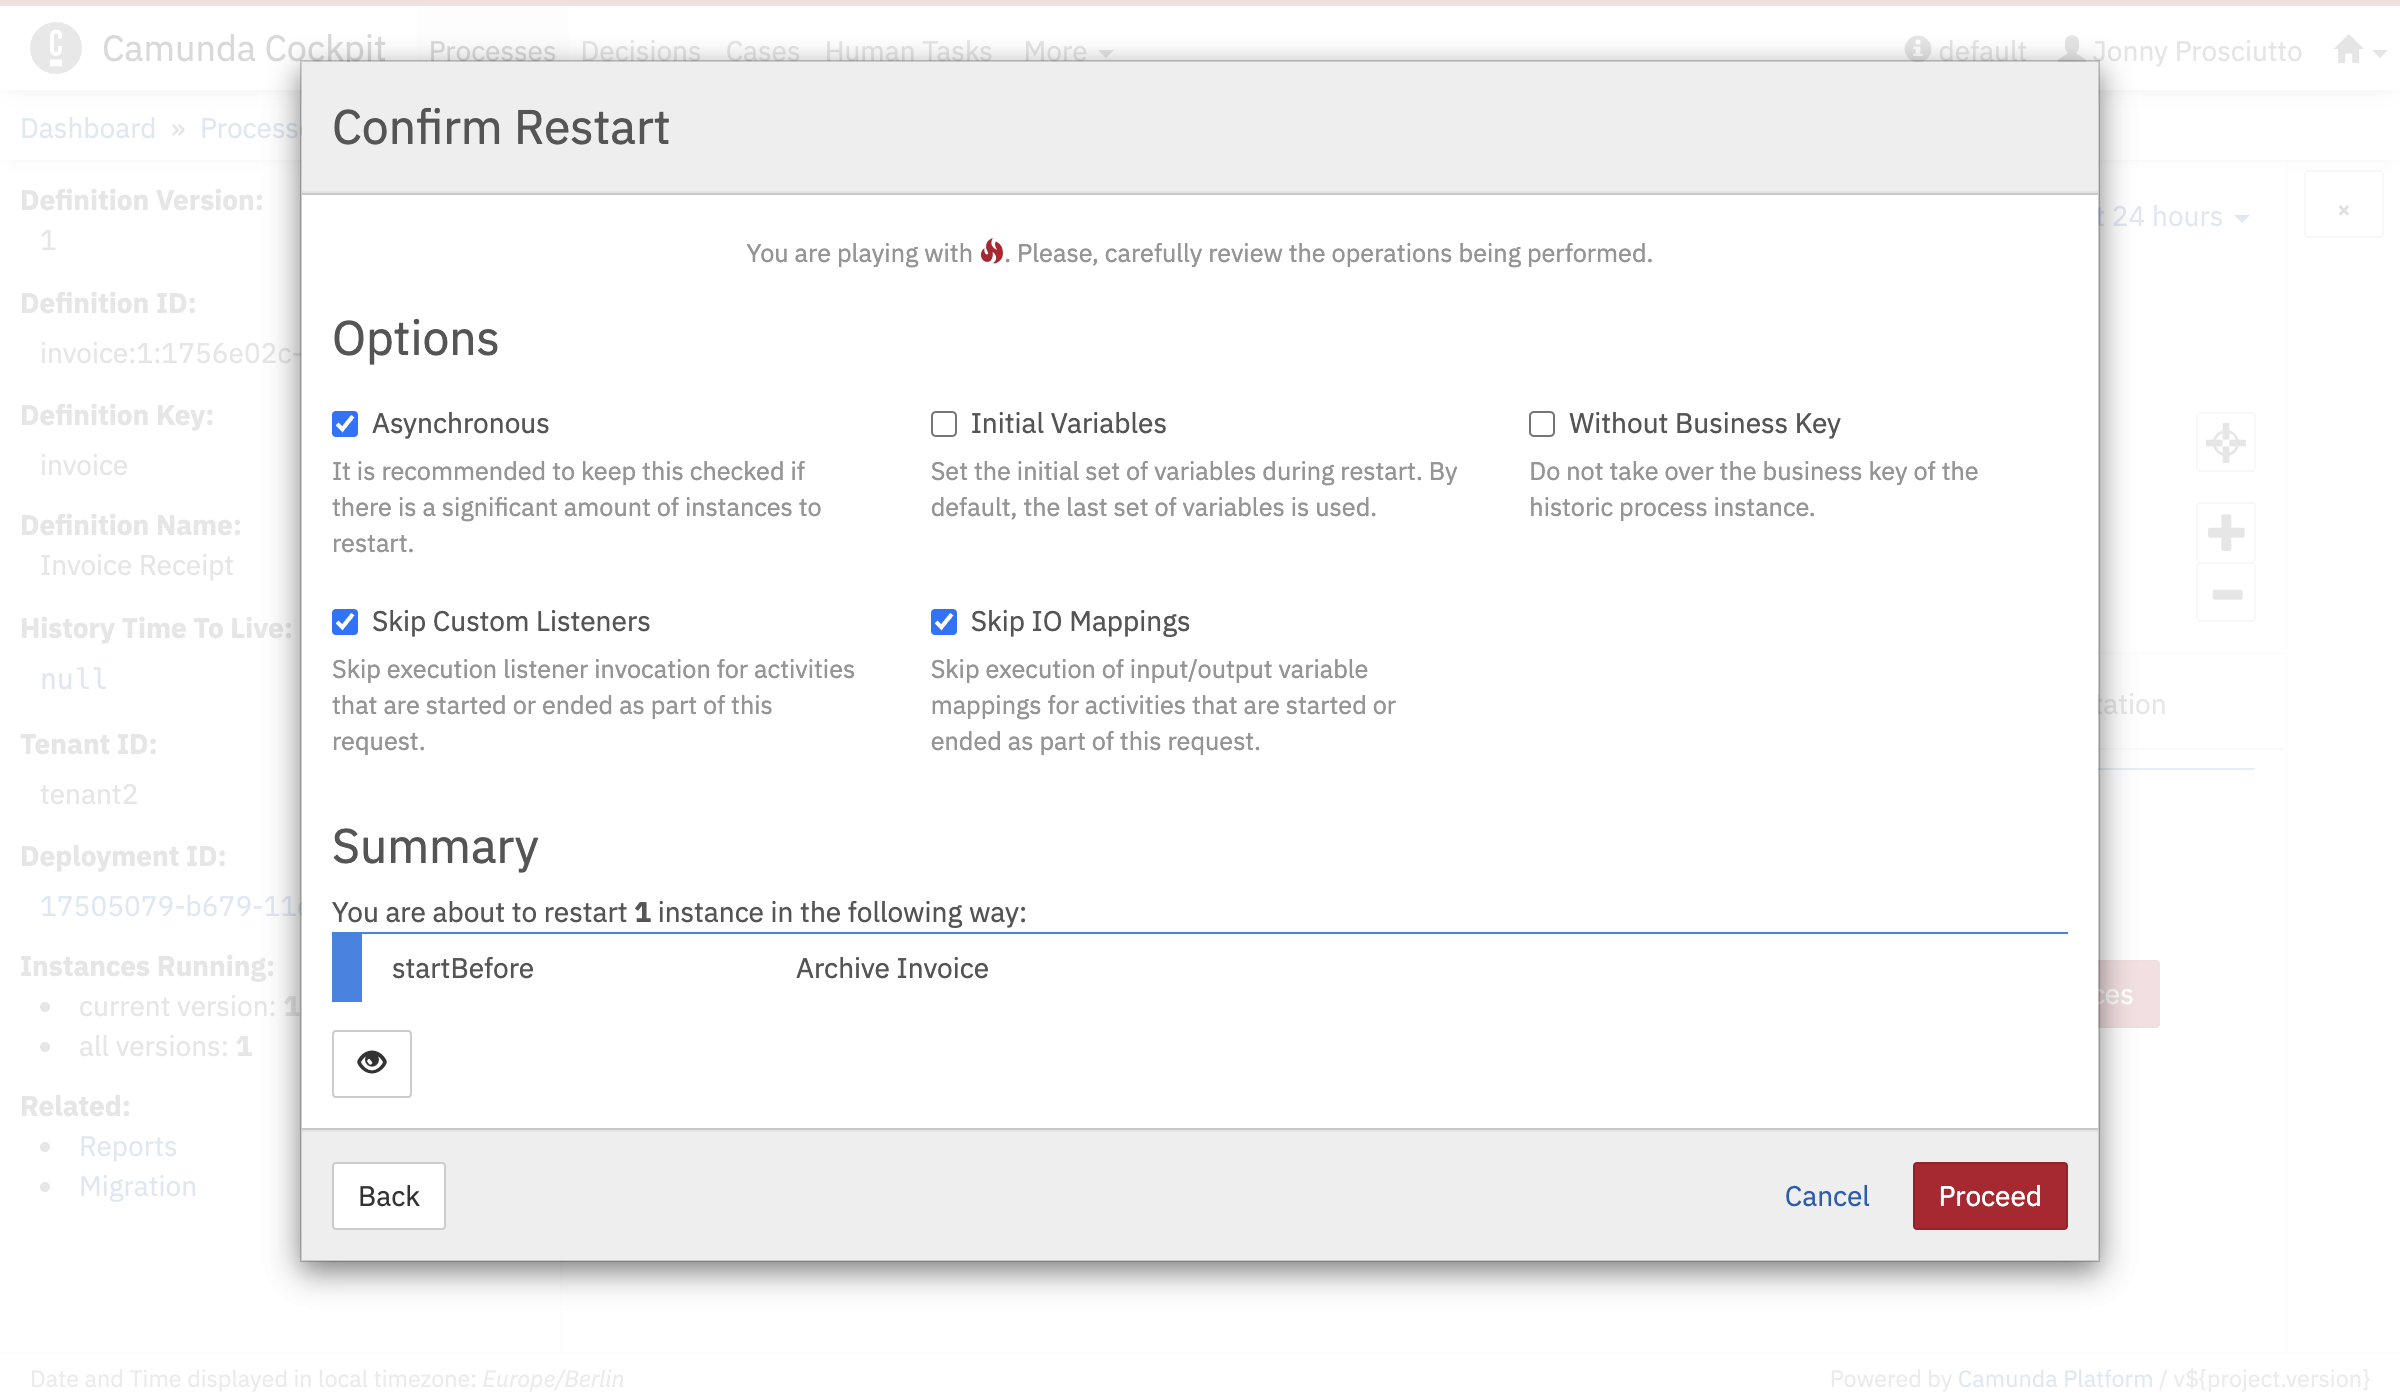 Camunda Cockpit Processes Decisions Cases Human Tasks More default Jonny Prosciutto
Dashboard » Process
Confirm Restart
You are playing with . Please, carefully review the operations being performed.
Options
Asynchronous
It is recommended to keep this checked if
there is a significant amount of instances to
restart.
Initial Variables
Set the initial set of variables during restart. By
default, the last set of variables is used.
Without Business Key
Do not take over the business key of the
historic process instance.
Skip Custom Listeners
Skip execution listener invocation for activities
that are started or ended as part of this
request.
Skip IO Mappings
Skip execution of input/output variable
mappings for activities that are started or
ended as part of this request.
Summary
You are about to restart 1 instance in the following way:
startBefore Archive Invoice
Back Cancel Proceed
Definition Version:
1
Definition ID:
invoice:1:1756e02c-
Definition Key:
invoice
Definition Name:
Invoice Receipt
History Time To Live:
null
Tenant ID:
tenant2
Deployment ID:
17505079-b679-11
Instances Running:
current version: 1
all versions: 1
Related:
Reports
Migration
24 hours
×
Date and Time displayed in local timezone: Europe/Berlin
Powered by Camunda Platform / v${project.version}